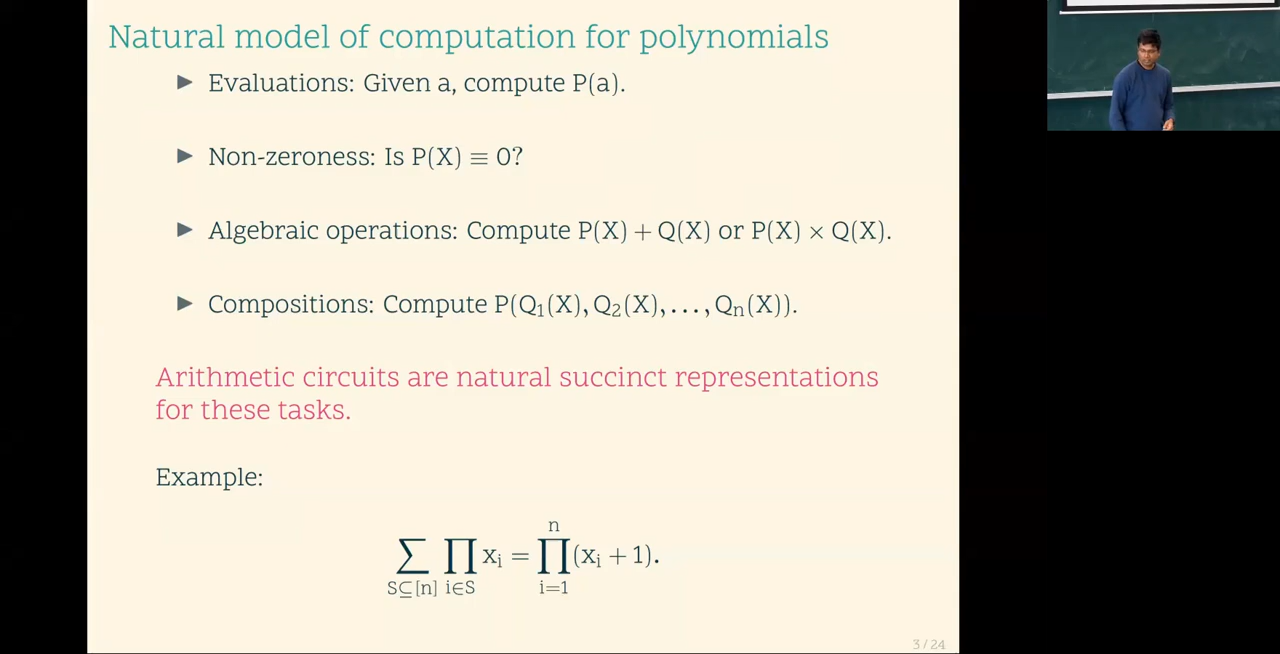 Natural model of computation for polynomials
▶ Evaluations: Given a, compute P(a).
▶ Non-zeroness: Is P(X) ≡ 0?
▶ Algebraic operations: Compute P(X) + Q(X) or P(X) × Q(X).
▶ Compositions: Compute P(Q₁(X), Q₂(X), . . . , Qₙ(X)).
Arithmetic circuits are natural succinct representations
for these tasks.
Example:
∑_{S⊆[n]} ∏_{i∈S} xᵢ = ∏_{i=1}^{n} (xᵢ + 1).
3 / 24